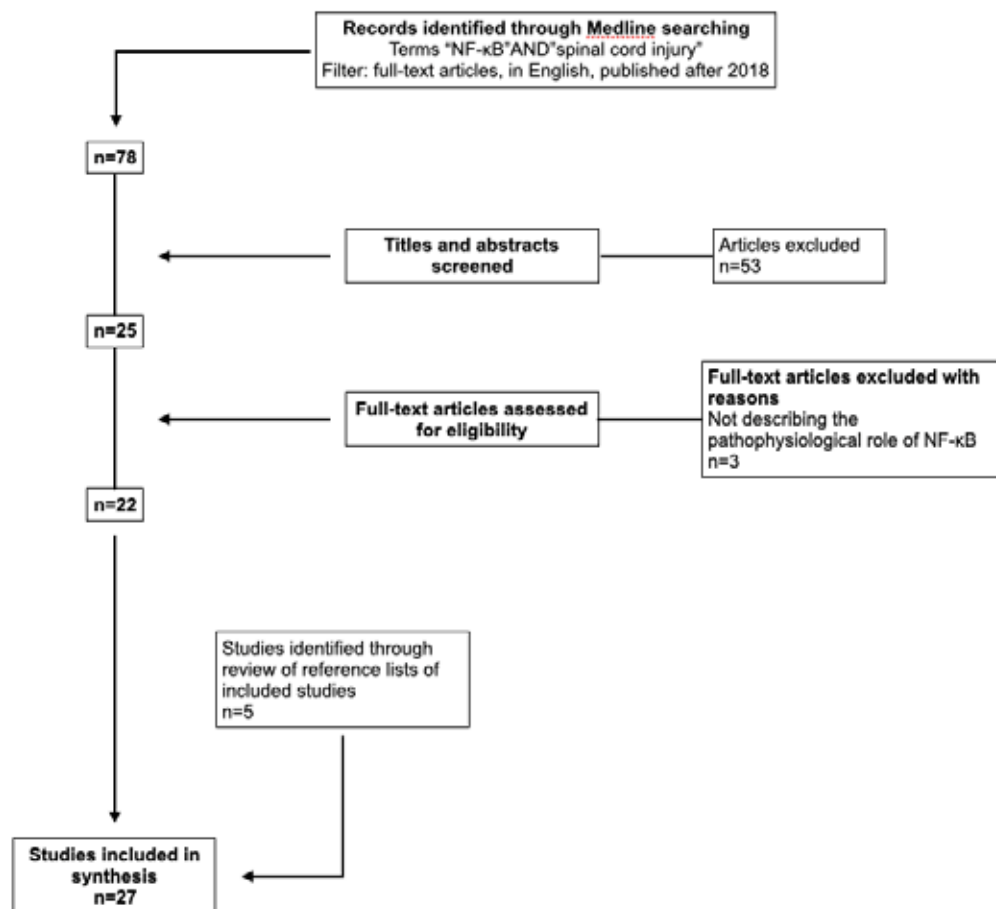 Records identified through Medline searching
Terms “NF-κB”AND”spinal cord injury”
Filter: full-text articles, in English, published after 2018
n=78
Titles and abstracts
screened
Articles excluded
n=53
n=25
Full-text articles assessed
for eligibility
Full-text articles excluded with
reasons
Not describing the
pathophysiological role of NF-κB
n=3
n=22
Studies identified through
review of reference lists of
included studies
n=5
Studies included in
synthesis
n=27